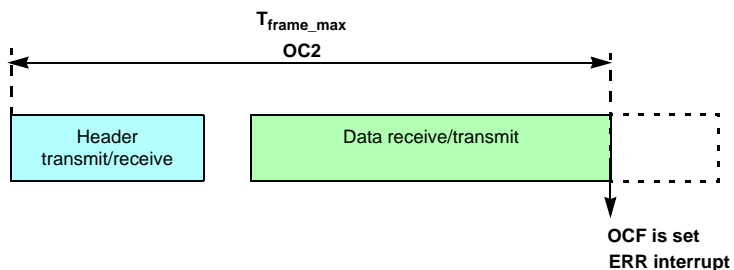 T_frame_max
OC2
Header
transmit/receive
Data receive/transmit
OCF is set
ERR interrupt